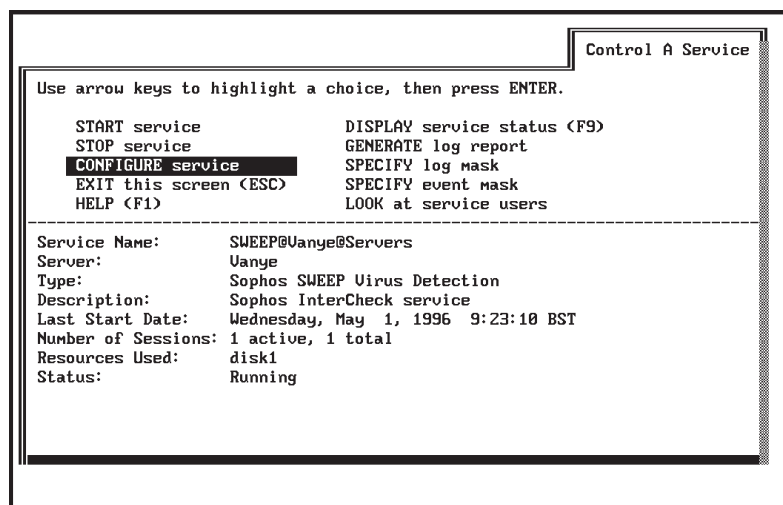 Control A Service
Use arrow keys to highlight a choice, then press ENTER.
START service DISPLAY service status (F9)
STOP service GENERATE log report
CONFIGURE service SPECIFY log mask
EXIT this screen (ESC) SPECIFY event mask
HELP (F1) LOOK at service users
Service Name: SWEEP@Vanye@Servers
Server: Vanye
Type: Sophos SWEEP Virus Detection
Description: Sophos InterCheck service
Last Start Date: Wednesday, May 1, 1996 9:23:10 BST
Number of Sessions: 1 active, 1 total
Resources Used: disk1
Status: Running